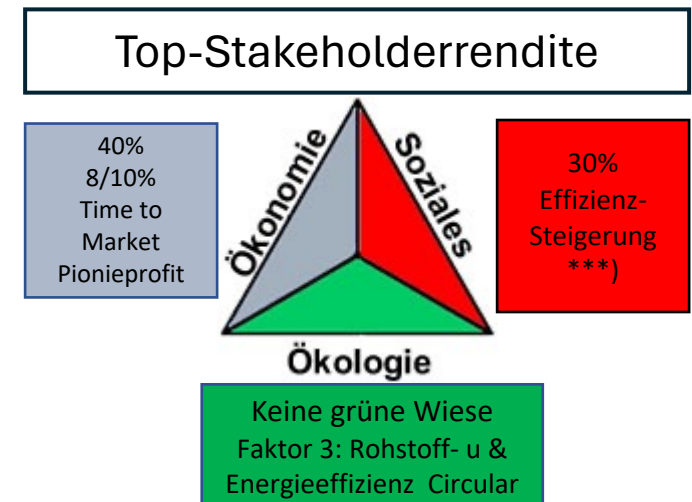 Top-Stakeholderrendite
40%
8/10%
Time to
Market
Pionieprofit
Ökonomie
Soziales
30%
Effizienz-
Steigerung
***)
Ökologie
Keine grüne Wiese
Faktor 3: Rohstoff- u &
Energieeffizienz Circular